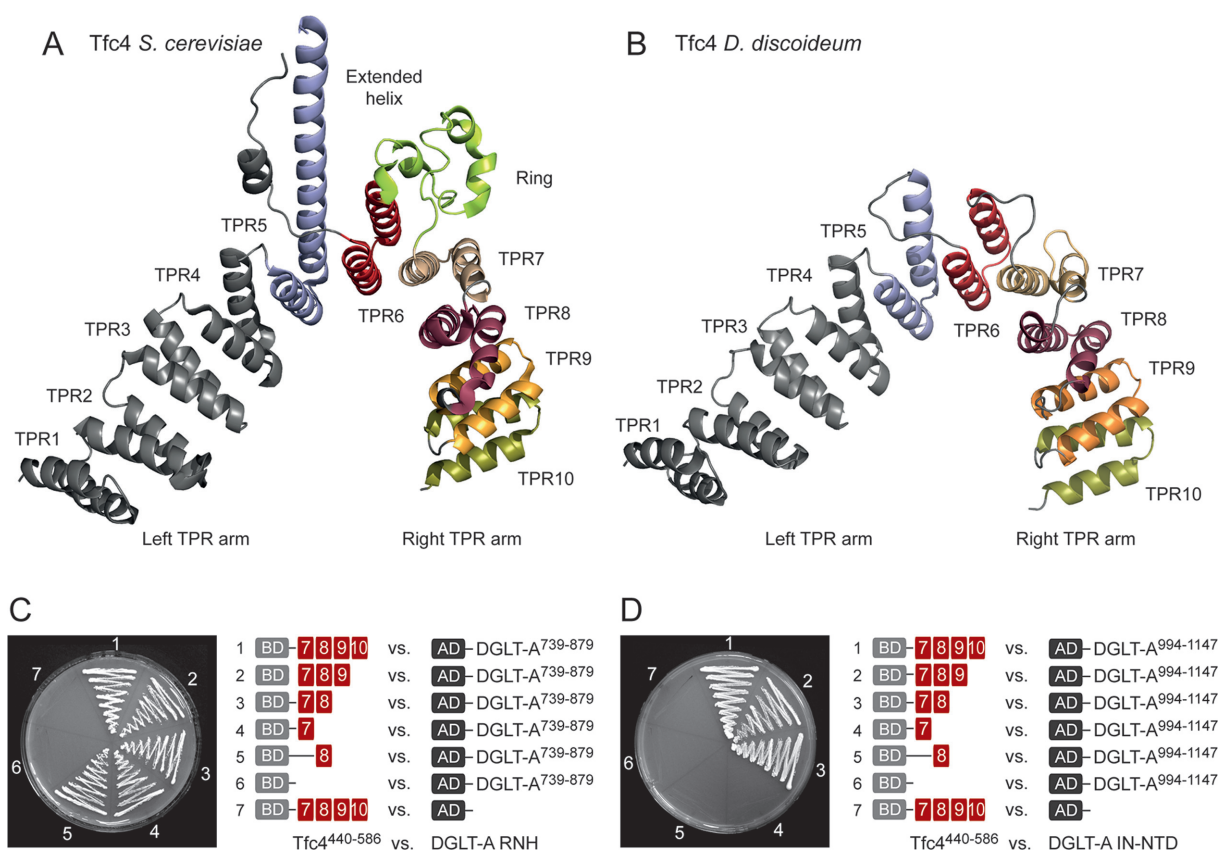 A Tfc4 S. cerevisiae
Extended
helix
Ring
TPR5
TPR4
TPR7
TPR3
TPR6
TPR8
TPR2
TPR9
TPR1
TPR10
Left TPR arm
Right TPR arm
B Tfc4 D. discoideum
TPR5
TPR4
TPR7
TPR3
TPR6
TPR8
TPR2
TPR9
TPR1
TPR10
Left TPR arm
Right TPR arm
C
1
2
3
4
5
6
7
1 BD 7 8 9 10 vs. AD DGLT-A⁷³⁹⁻⁸⁷⁹
2 BD 7 8 9 vs. AD DGLT-A⁷³⁹⁻⁸⁷⁹
3 BD 7 8 vs. AD DGLT-A⁷³⁹⁻⁸⁷⁹
4 BD 7 vs. AD DGLT-A⁷³⁹⁻⁸⁷⁹
5 BD 8 vs. AD DGLT-A⁷³⁹⁻⁸⁷⁹
6 BD vs. AD DGLT-A⁷³⁹⁻⁸⁷⁹
7 BD 7 8 9 10 vs. AD
Tfc4⁴⁴⁰⁻⁵⁸⁶ vs. DGLT-A RNH
D
1
2
3
4
5
6
7
1 BD 7 8 9 10 vs. AD DGLT-A⁹⁹⁴⁻¹¹⁴⁷
2 BD 7 8 9 vs. AD DGLT-A⁹⁹⁴⁻¹¹⁴⁷
3 BD 7 8 vs. AD DGLT-A⁹⁹⁴⁻¹¹⁴⁷
4 BD 7 vs. AD DGLT-A⁹⁹⁴⁻¹¹⁴⁷
5 BD 8 vs. AD DGLT-A⁹⁹⁴⁻¹¹⁴⁷
6 BD vs. AD DGLT-A⁹⁹⁴⁻¹¹⁴⁷
7 BD 7 8 9 10 vs. AD
Tfc4⁴⁴⁰⁻⁵⁸⁶ vs. DGLT-A IN-NTD